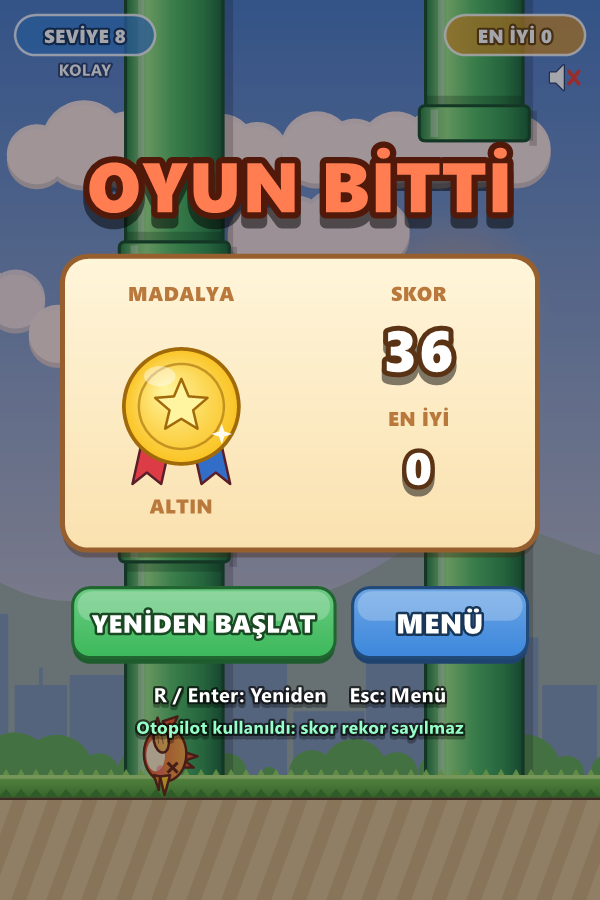 SEVİYE 8
EN İYİ 0
KOLAY
OYUN BİTTİ
MADALYA
SKOR
36
EN İYİ
0
ALTIN
YENİDEN BAŞLAT
MENÜ
R / Enter: Yeniden Esc: Menü
Otopilot kullanıldı: skor rekor sayılmaz